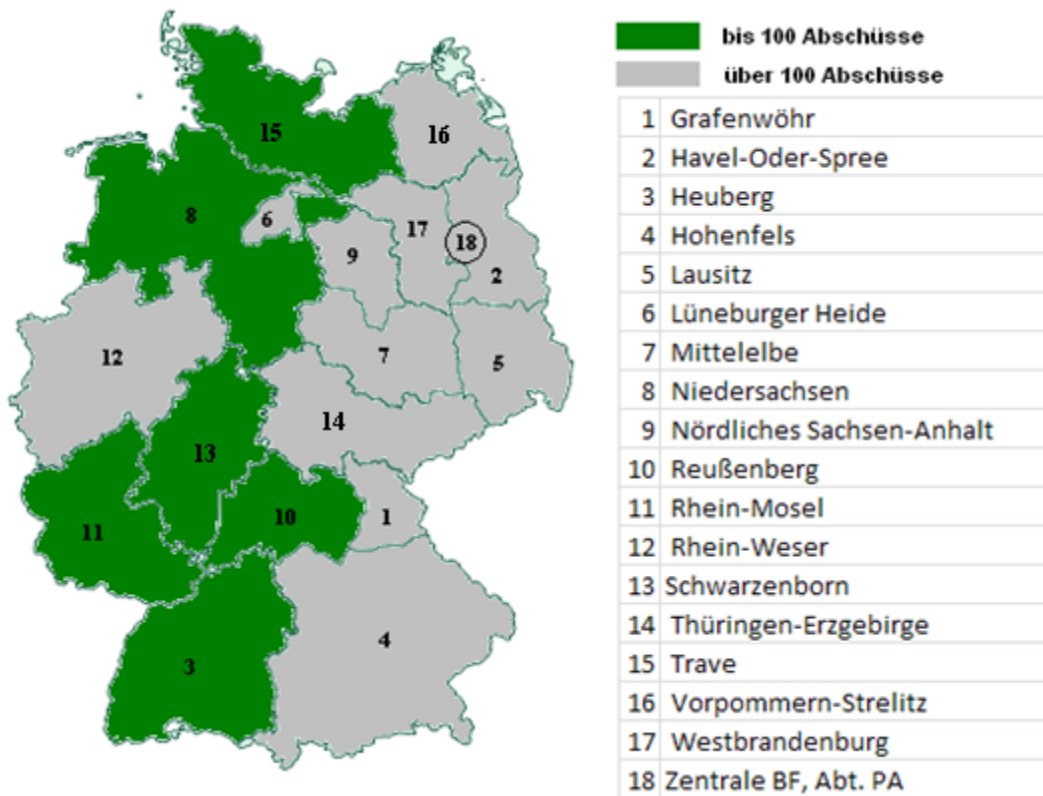 bis 100 Abschüsse
über 100 Abschüsse
1 Grafenwöhr
2 Havel-Oder-Spree
3 Heuberg
4 Hohenfels
5 Lausitz
6 Lüneburger Heide
7 Mittelelbe
8 Niedersachsen
9 Nördliches Sachsen-Anhalt
10 Reußenberg
11 Rhein-Mosel
12 Rhein-Weser
13 Schwarzenborn
14 Thüringen-Erzgebirge
15 Trave
16 Vorpommern-Strelitz
17 Westbrandenburg
18 Zentrale BF, Abt. PA
15
16
8
6
17
18
9
2
12
7
5
14
13
11
10
1
4
3